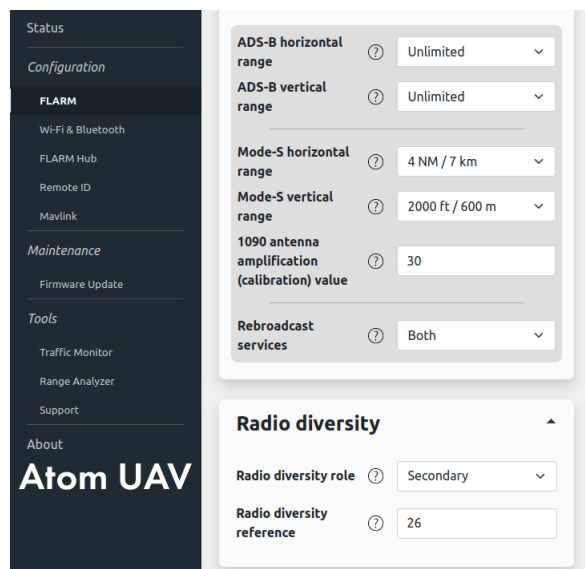 Status
Configuration
FLARM
Wi-Fi & Bluetooth
FLARM Hub
Remote ID
Mavlink
Maintenance
Firmware Update
Tools
Traffic Monitor
Range Analyzer
Support
About
Atom UAV
ADS-B horizontal
range
?
Unlimited
ADS-B vertical
range
?
Unlimited
Mode-S horizontal
range
?
4 NM / 7 km
Mode-S vertical
range
?
2000 ft / 600 m
1090 antenna
amplification
(calibration) value
?
30
Rebroadcast
services
?
Both
Radio diversity
Radio diversity role
?
Secondary
Radio diversity
reference
?
26